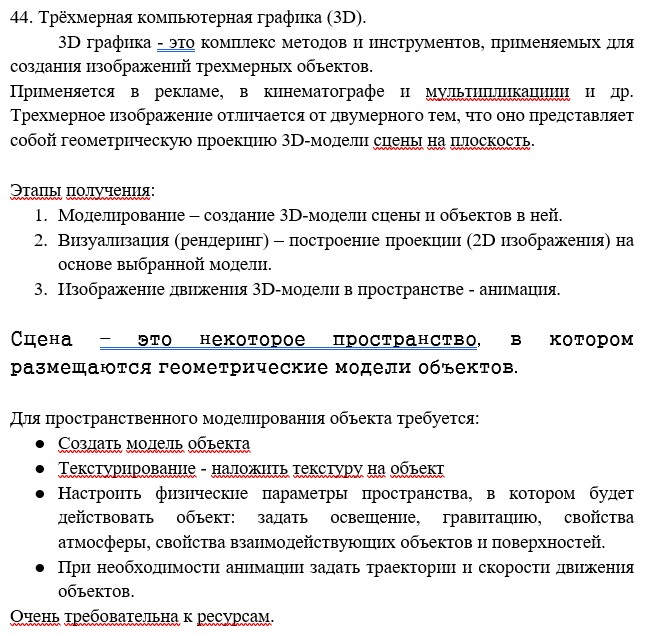 44. Трёхмерная компьютерная графика (3D).
3D графика - это комплекс методов и инструментов, применяемых для
создания изображений трехмерных объектов.
Применяется в рекламе, в кинематографе и мультипликациии и др.
Трехмерное изображение отличается от двумерного тем, что оно представляет
собой геометрическую проекцию 3D-модели сцены на плоскость.
Этапы получения:
1. Моделирование – создание 3D-модели сцены и объектов в ней.
2. Визуализация (рендеринг) – построение проекции (2D изображения) на
основе выбранной модели.
3. Изображение движения 3D-модели в пространстве - анимация.
Сцена – это некоторое пространство, в котором
размещаются геометрические модели объектов.
Для пространственного моделирования объекта требуется:
● Создать модель объекта
● Текстурирование - наложить текстуру на объект
● Настроить физические параметры пространства, в котором будет
действовать объект: задать освещение, гравитацию, свойства
атмосферы, свойства взаимодействующих объектов и поверхностей.
● При необходимости анимации задать траектории и скорости движения
объектов.
Очень требовательна к ресурсам.